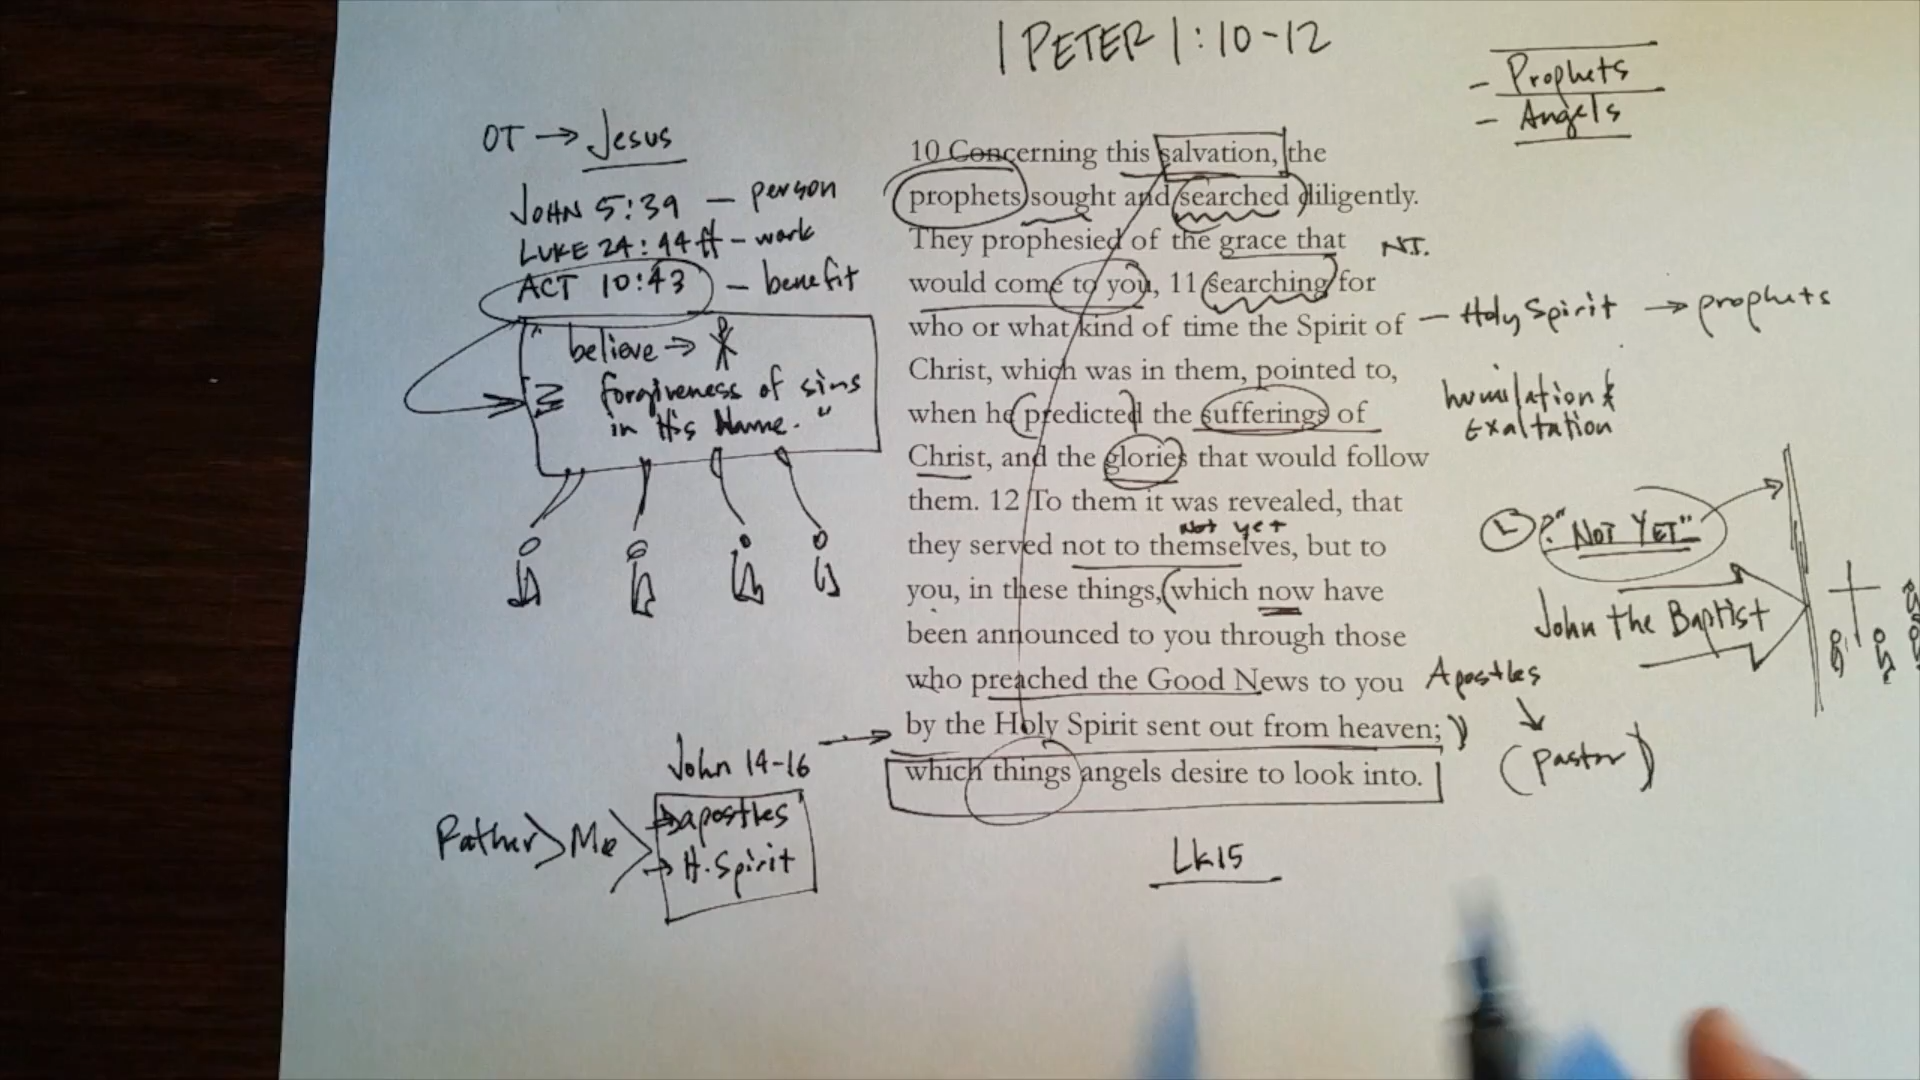 1 PETER 1:10-12
- Prophets
- Angels
OT → Jesus
JOHN 5:39 - person
LUKE 24:44ff - work
ACT 10:43 - benefit
" believe →
forgiveness of sins
in His Name. "
10 Concerning this salvation, the
prophets sought and searched diligently.
They prophesied of the grace that
would come to you, 11 searching for
who or what kind of time the Spirit of
Christ, which was in them, pointed to,
when he predicted the sufferings of
Christ, and the glories that would follow
them. 12 To them it was revealed, that
Not yet
they served not to themselves, but to
you, in these things, (which now have
been announced to you through those
who preached the Good News to you
by the Holy Spirit sent out from heaven;)
which things angels desire to look into.
N.T.
- Holy Spirit → prophets
humilation &
Exaltation
L ? "NOT YET"
John the Baptist
Apostles
(pastor)
John 14-16 →
Father > Me >
→ apostles
→ H. Spirit
Lk15